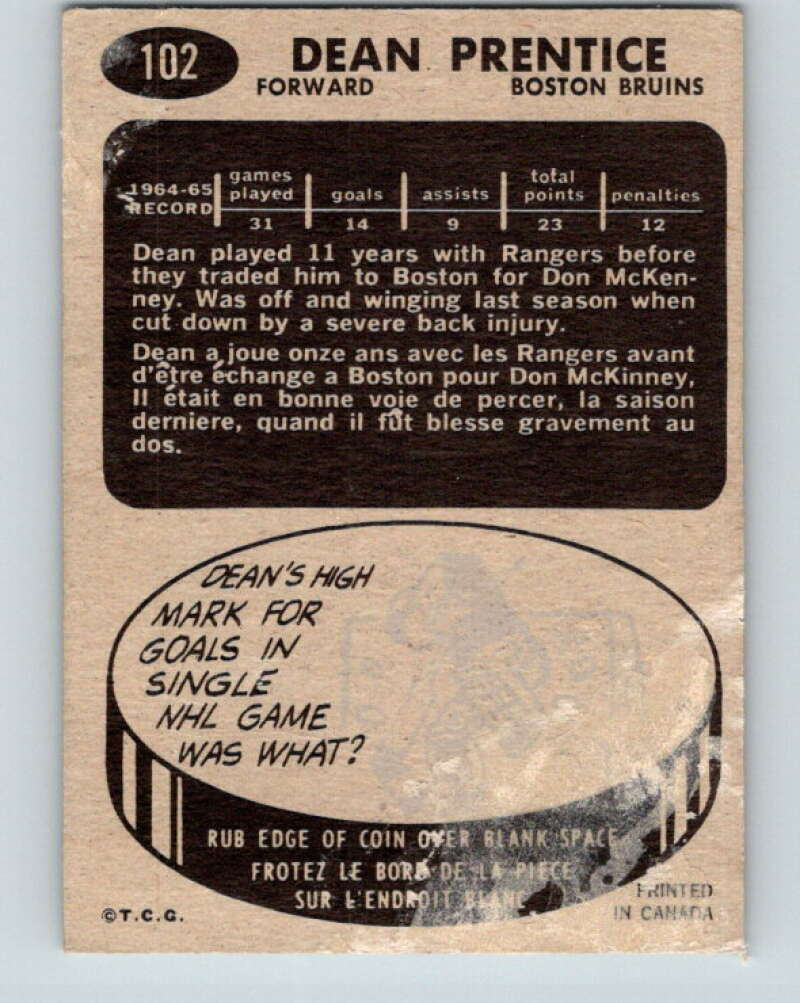 102
DEAN PRENTICE
FORWARD BOSTON BRUINS
1964-65 RECORD games played goals assists total points penalties
31 14 9 23 12
Dean played 11 years with Rangers before
they traded him to Boston for Don McKen-
ney. Was off and winging last season when
cut down by a severe back injury.
Dean a joue onze ans avec les Rangers avant
d'être échange a Boston pour Don McKinney,
Il était en bonne voie de percer, la saison
derniere, quand il fût blesse gravement au
dos.
DEAN'S HIGH
MARK FOR
GOALS IN
SINGLE
NHL GAME
WAS WHAT?
RUB EDGE OF COIN OVER BLANK SPACE
FROTEZ LE BORD DE LA PIECE
SUR L'ENDROIT BLANC
©T.C.G.
PRINTED
IN CANADA